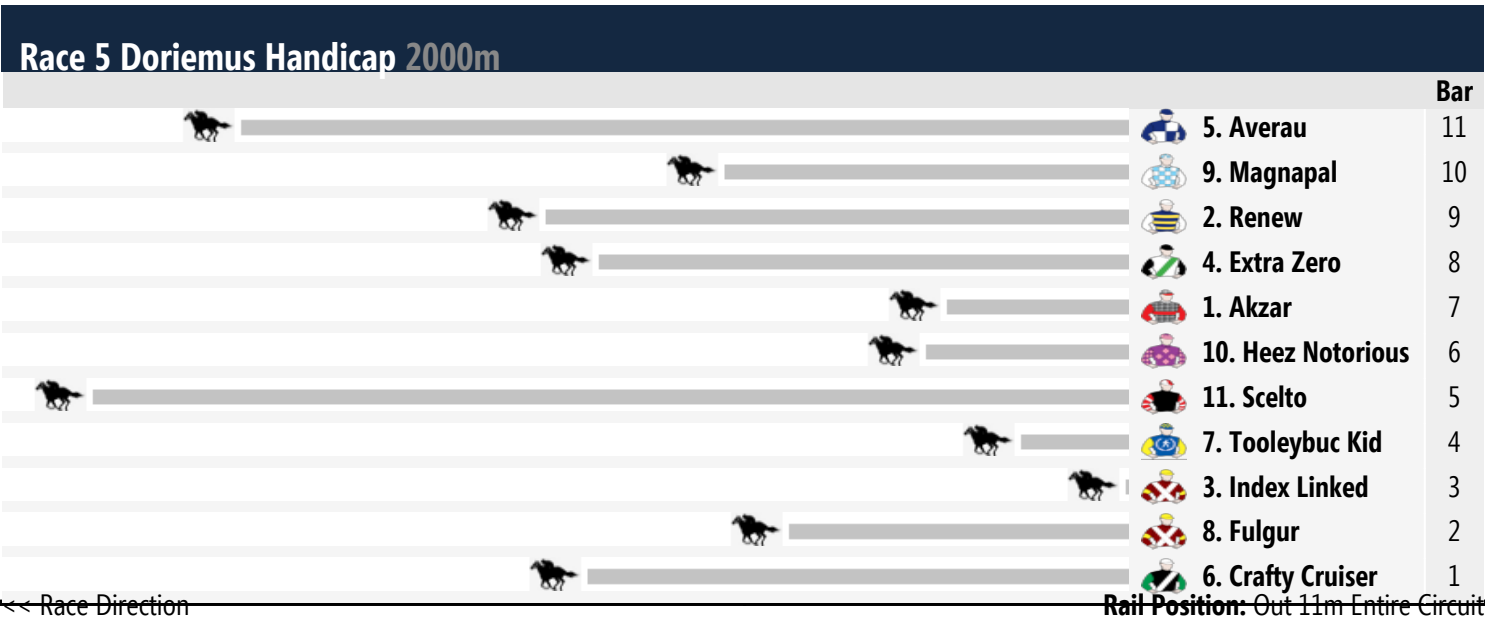 Race 5 Doriemus Handicap 2000m
Bar
5. Averau 11
9. Magnapal 10
2. Renew 9
4. Extra Zero 8
1. Akzar 7
10. Heez Notorious 6
11. Scelto 5
7. Tooleybuc Kid 4
3. Index Linked 3
8. Fulgur 2
6. Crafty Cruiser 1
<< Race Direction Rail Position: Out 11m Entire Circuit